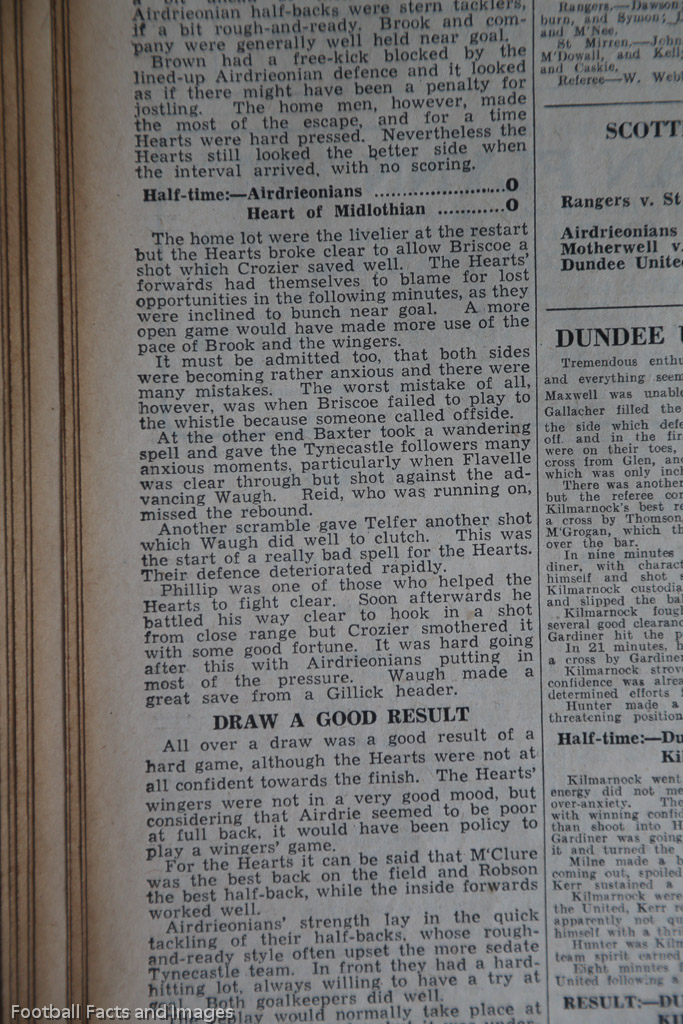 a bit ahead
Airdrieonian half-backs were stern tacklers,
if a bit rough-and-ready. Brook and com-
pany were generally well held near goal.
Brown had a free-kick blocked by the
lined-up Airdrieonian defence and it looked
as if there might have been a penalty for
jostling. The home men, however, made
the most of the escape, and for a time
Hearts were hard pressed. Nevertheless the
Hearts still looked the better side when
the interval arrived, with no scoring.
Half-time:—Airdrieonians ........................0
Heart of Midlothian ............0
The home lot were the livelier at the restart
but the Hearts broke clear to allow Briscoe a
shot which Crozier saved well. The Hearts'
forwards had themselves to blame for lost
opportunities in the following minutes, as they
were inclined to bunch near goal. A more
open game would have made more use of the
pace of Brook and the wingers.
It must be admitted too, that both sides
were becoming rather anxious and there were
many mistakes. The worst mistake of all,
however, was when Briscoe failed to play to
the whistle because someone called offside.
At the other end Baxter took a wandering
spell and gave the Tynecastle followers many
anxious moments, particularly when Flavelle
was clear through but shot against the ad-
vancing Waugh. Reid, who was running on,
missed the rebound.
Another scramble gave Telfer another shot
which Waugh did well to clutch. This was
the start of a really bad spell for the Hearts.
Their defence deteriorated rapidly.
Phillip was one of those who helped the
Hearts to fight clear. Soon afterwards he
battled his way clear to hook in a shot
from close range but Crozier smothered it
with some good fortune. It was hard going
after this with Airdrieonians putting in
most of the pressure. Waugh made a
great save from a Gillick header.
DRAW A GOOD RESULT
All over a draw was a good result of a
hard game, although the Hearts were not at
all confident towards the finish. The Hearts'
wingers were not in a very good mood, but
considering that Airdrie seemed to be poor
at full back, it would have been policy to
play a wingers' game.
For the Hearts it can be said that M'Clure
was the best back on the field and Robson
the best half-back, while the inside forwards
worked well.
Airdrieonians' strength lay in the quick
tackling of their half-backs, whose rough-
and-ready style often upset the more sedate
Tynecastle team. In front they had a hard-
hitting lot, always willing to have a try at
Both goalkeepers did well.
The replay would normally take place at
Rangers.—Dawson
burn, and Symon; J.
and M'Nee.
St. Mirren.—John
M'Dowall, and Kell
and Caskie.
Referee—W. Web
SCOTT
Rangers v. St
Airdrieonians
Motherwell v.
Dundee Unite
DUNDEE
Tremendous enthu
and everything seem
Maxwell was unabl
Gallacher filled the
the side which defe
off and in the fir
were on their toes,
cross from Glen, an
which was only inc
There was another
but the referee con
Kilmarnock's best re
a cross by Thomson,
M'Grogan, which th
over the bar.
In nine minutes
diner, with charact
himself and shot s
Kilmarnock custodia
and slipped the ba
Kilmarnock foug
several good clearanc
Gardiner hit the p
In 21 minutes, h
a cross by Gardine
Kilmarnock strov
confidence was alrea
determined efforts
Hunter made a
threatening position
Half-time:—Du
Ki
Kilmarnock went
energy did not me
over-anxiety. The
with winning confid
than shoot into H
Gardiner was going
it and turned the
Milne made a b
coming out, spoiled
Kerr sustained a
Kilmarnock were
the United, Kerr r
apparently not qu
himself with a thri
Hunter was Kilm
team spirit earned
Eight minutes f
United following a
RESULT:—DU
KI
Football Facts and Images